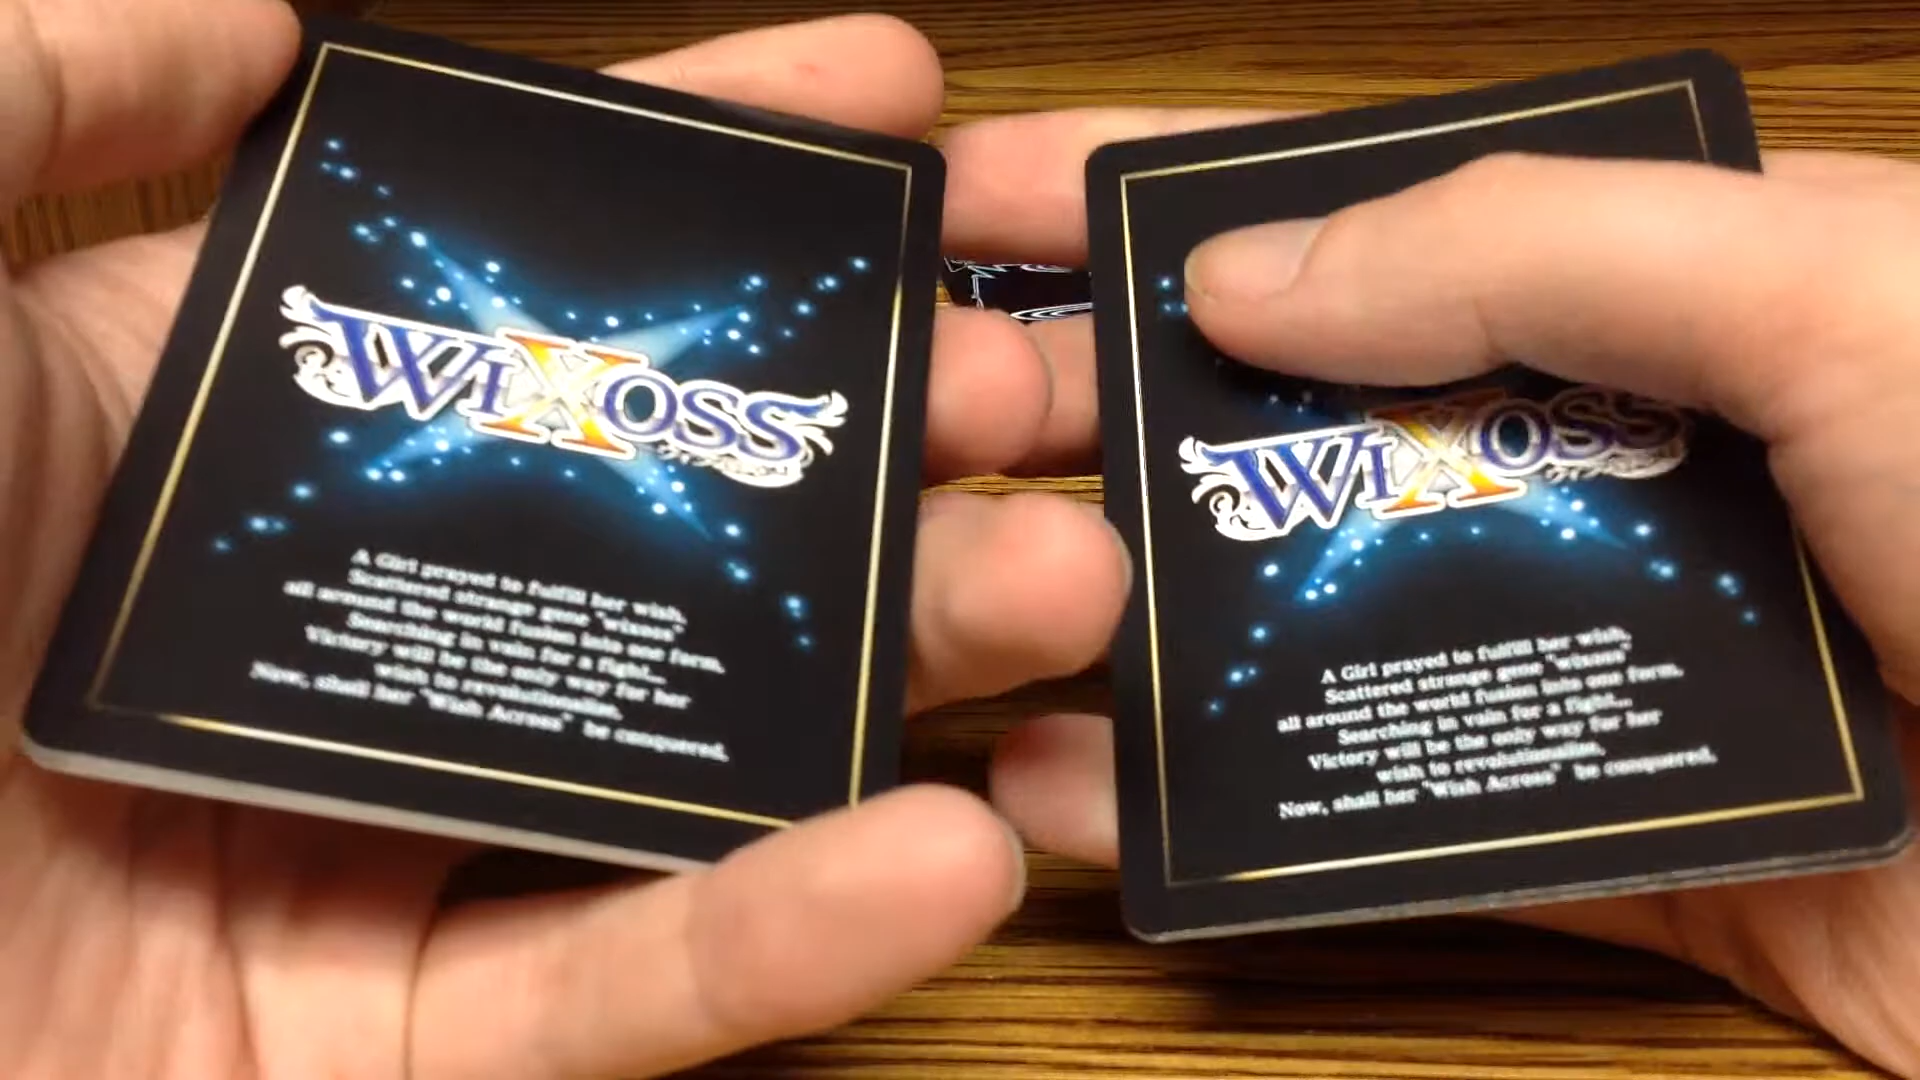 WIXOSS
A Girl prayed to fulfill her wish.
Scattered strange gene "wixoss"
all around the world fusion into one form.
Searching in vain for a fight...
Victory will be the only way for her
wish to revolutionalize.
Now, shall her "Wish Across" be conquered.
WIXOSS
A Girl prayed to fulfill her wish.
Scattered strange gene "wixoss"
all around the world fusion into one form.
Searching in vain for a fight...
Victory will be the only way for her
wish to revolutionalize.
Now, shall her "Wish Across" be conquered.